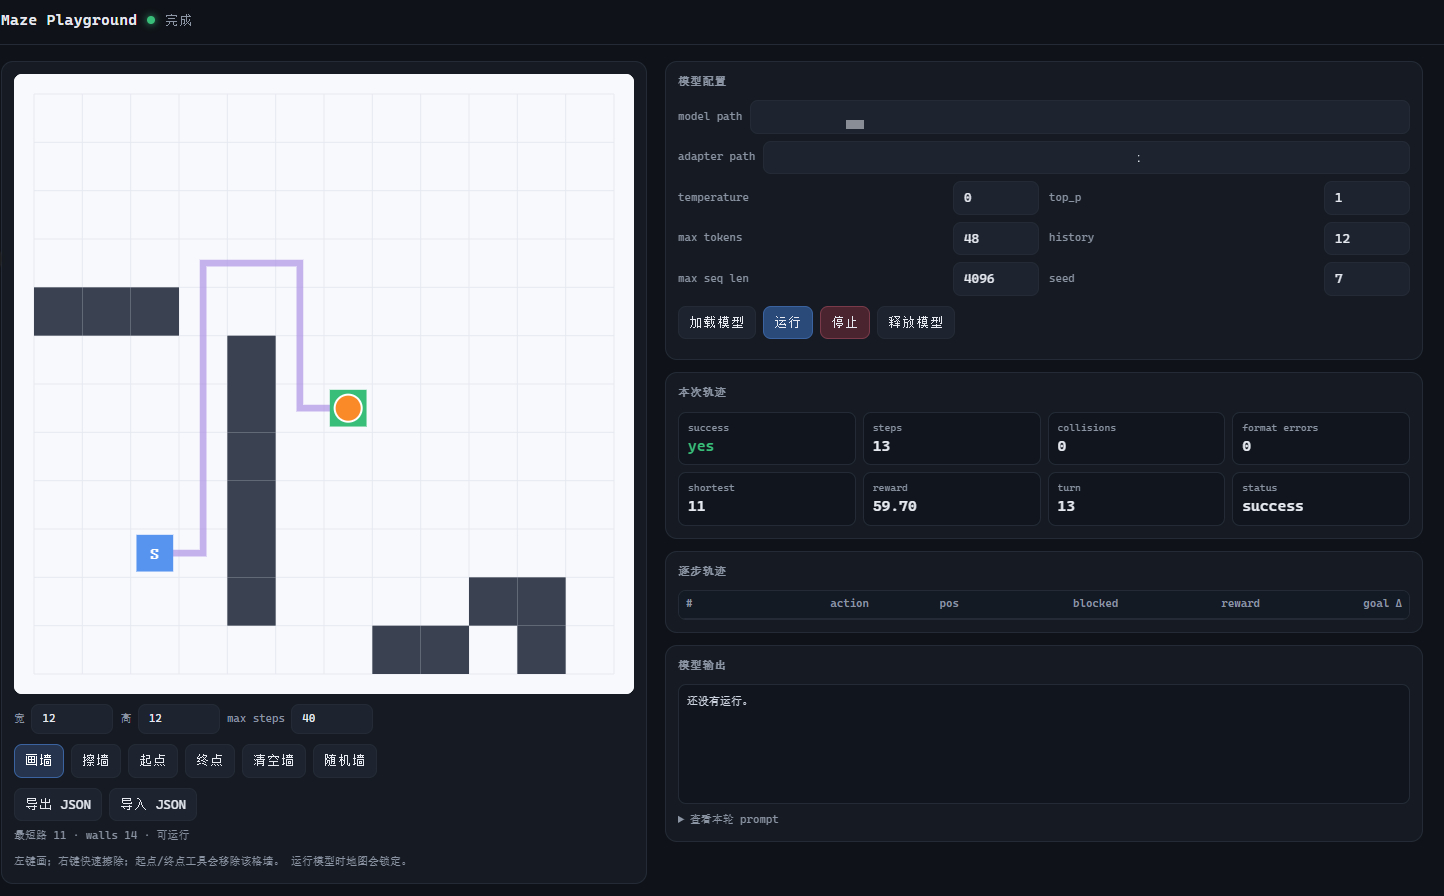 Maze Playground 完成
S
宽 12 高 12 max steps 40
画墙 擦墙 起点 终点 清空墙 随机墙
导出 JSON 导入 JSON
最短路 11 · walls 14 · 可运行
左键画；右键快速擦除；起点/终点工具会移除该格墙。 运行模型时地图会锁定。
模型配置
model path
adapter path :
temperature 0 top_p 1
max tokens 48 history 12
max seq len 4096 seed 7
加载模型 运行 停止 释放模型
本次轨迹
success steps collisions format errors
yes 13 0 0
shortest reward turn status
11 59.70 13 success
逐步轨迹
# action pos blocked reward goal Δ
模型输出
还没有运行。
▶ 查看本轮 prompt